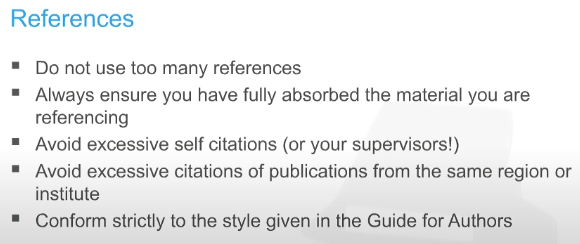 References
▪ Do not use too many references
▪ Always ensure you have fully absorbed the material you are
referencing
▪ Avoid excessive self citations (or your supervisors!)
▪ Avoid excessive citations of publications from the same region or
institute
▪ Conform strictly to the style given in the Guide for Authors